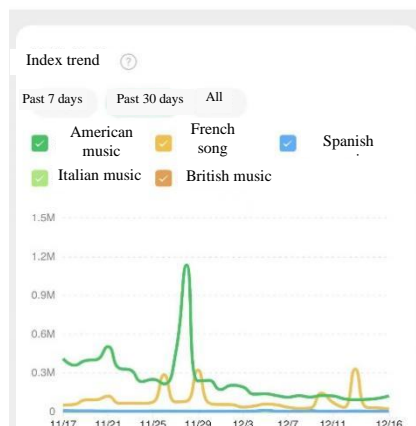 Index trend ?
Past 7 days Past 30 days All
American music
French song
Spanish
Italian music British music
1.5M
1.2M
0.9M
0.6M
0.3M
0
11/17 11/21 11/25 11/29 12/3 12/7 12/11 12/16